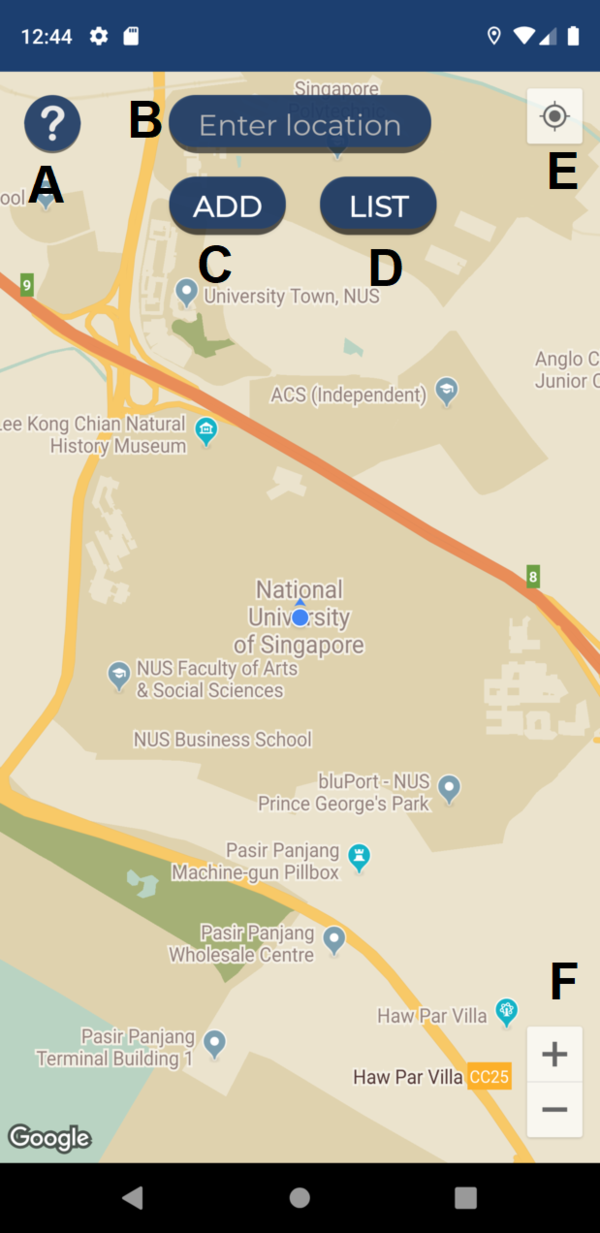 12:44
Singapore
Polytechnic
?
B
Enter location
E
A
ool
ADD
LIST
C
D
9
University Town, NUS
Anglo C
Junior C
ACS (Independent)
Lee Kong Chian Natural
History Museum
8
National
University
of Singapore
NUS Faculty of Arts
& Social Sciences
NUS Business School
bluPort - NUS
Prince George's Park
Pasir Panjang
Machine-gun Pillbox
Pasir Panjang
Wholesale Centre
F
Haw Par Villa
Pasir Panjang
Terminal Building 1
+
Haw Par Villa CC25
−
Google